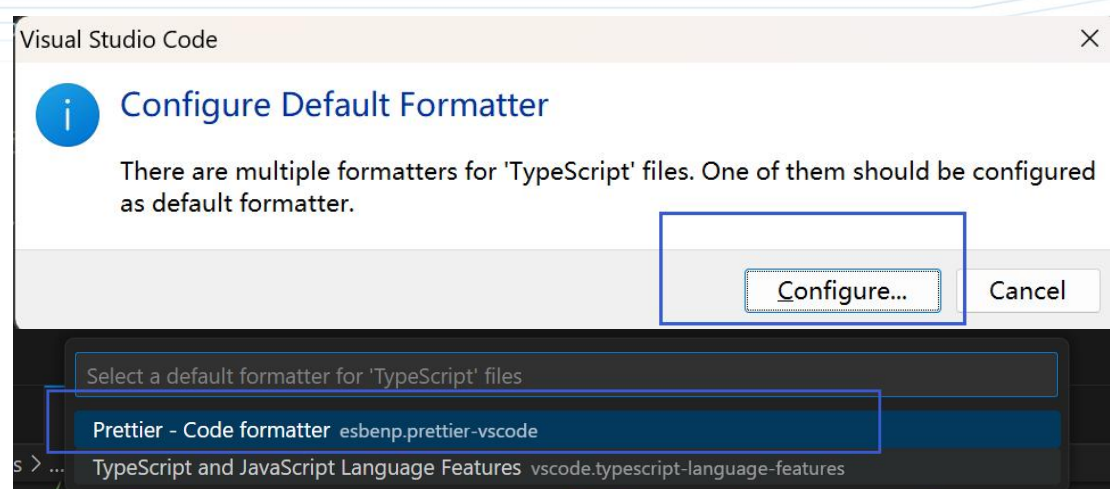 Visual Studio Code
Configure Default Formatter
There are multiple formatters for 'TypeScript' files. One of them should be configured
as default formatter.
Configure... Cancel
Select a default formatter for 'TypeScript' files
Prettier - Code formatter esbenp.prettier-vscode
s > ... TypeScript and JavaScript Language Features vscode.typescript-language-features